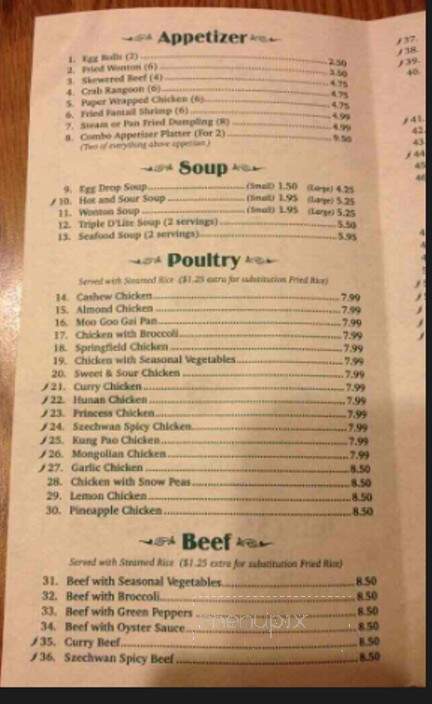 Appetizer
1. Egg Rolls (2) 2.50
2. Fried Wonton (6) 3.50
3. Skewered Beef (4) 4.75
4. Crab Rangoon (6) 4.75
5. Paper Wrapped Chicken (6) 4.75
6. Fried Fantail Shrimp (6) 4.99
7. Steam or Pan Fried Dumpling (8) 4.99
8. Combo Appetizer Platter (For 2) 9.50
(Two of everything above appetizer.)
Soup
9. Egg Drop Soup (Small) 1.50 (Large) 4.25
10. Hot and Sour Soup (Small) 1.95 (Large) 5.25
11. Wonton Soup (Small) 1.95 (Large) 5.25
12. Triple D'Lite Soup (2 servings) 5.50
13. Seafood Soup (2 servings) 5.95
Poultry
Served with Steamed Rice ($1.25 extra for substitution Fried Rice)
14. Cashew Chicken 7.99
15. Almond Chicken 7.99
16. Moo Goo Gai Pan 7.99
17. Chicken with Broccoli 7.99
18. Springfield Chicken 7.99
19. Chicken with Seasonal Vegetables 7.99
20. Sweet & Sour Chicken 7.99
21. Curry Chicken 7.99
22. Hunan Chicken 7.99
23. Princess Chicken 7.99
24. Szechwan Spicy Chicken 7.99
25. Kung Pao Chicken 7.99
26. Mongolian Chicken 7.99
27. Garlic Chicken 8.50
28. Chicken with Snow Peas 8.50
29. Lemon Chicken 8.50
30. Pineapple Chicken 8.50
Beef
Served with Steamed Rice ($1.25 extra for substitution Fried Rice)
31. Beef with Seasonal Vegetables 8.50
32. Beef with Broccoli 8.50
33. Beef with Green Peppers 8.50
34. Beef with Oyster Sauce 8.50
35. Curry Beef 8.50
36. Szechwan Spicy Beef 8.50
menupix
37.
38.
39.
40.
41.